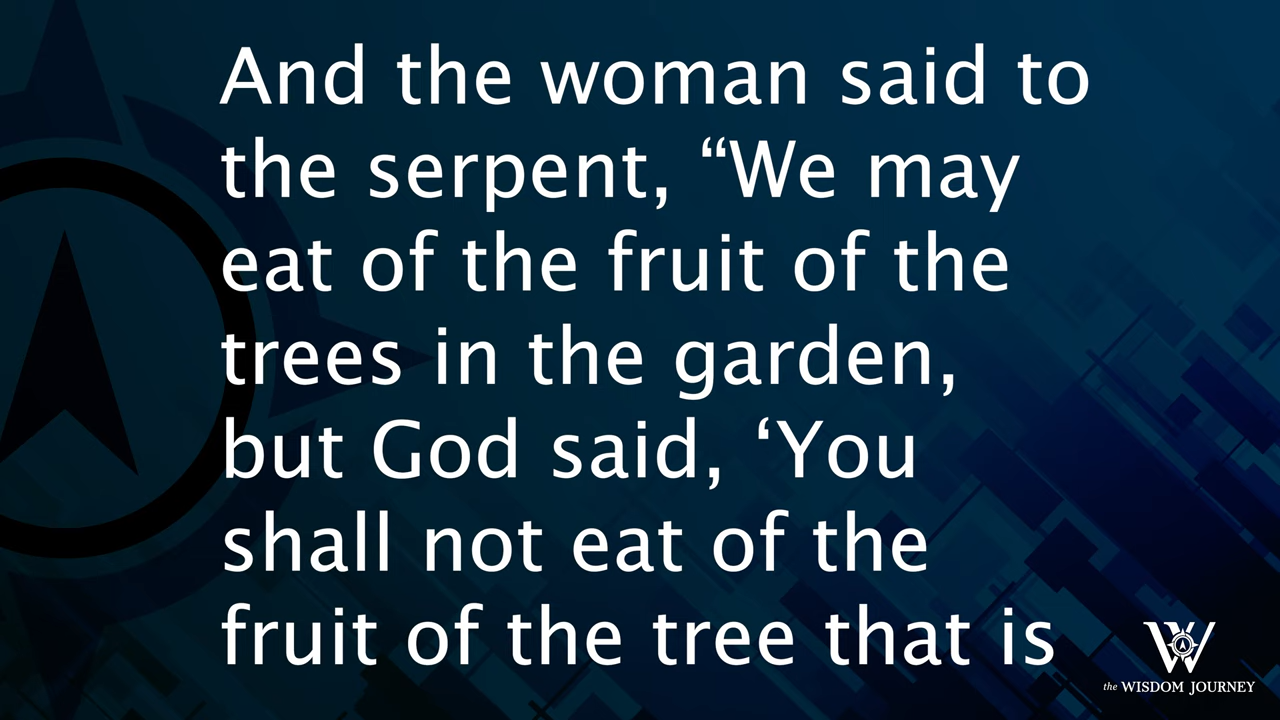 And the woman said to
the serpent, “We may
eat of the fruit of the
trees in the garden,
but God said, ‘You
shall not eat of the
fruit of the tree that is
W
the WISDOM JOURNEY